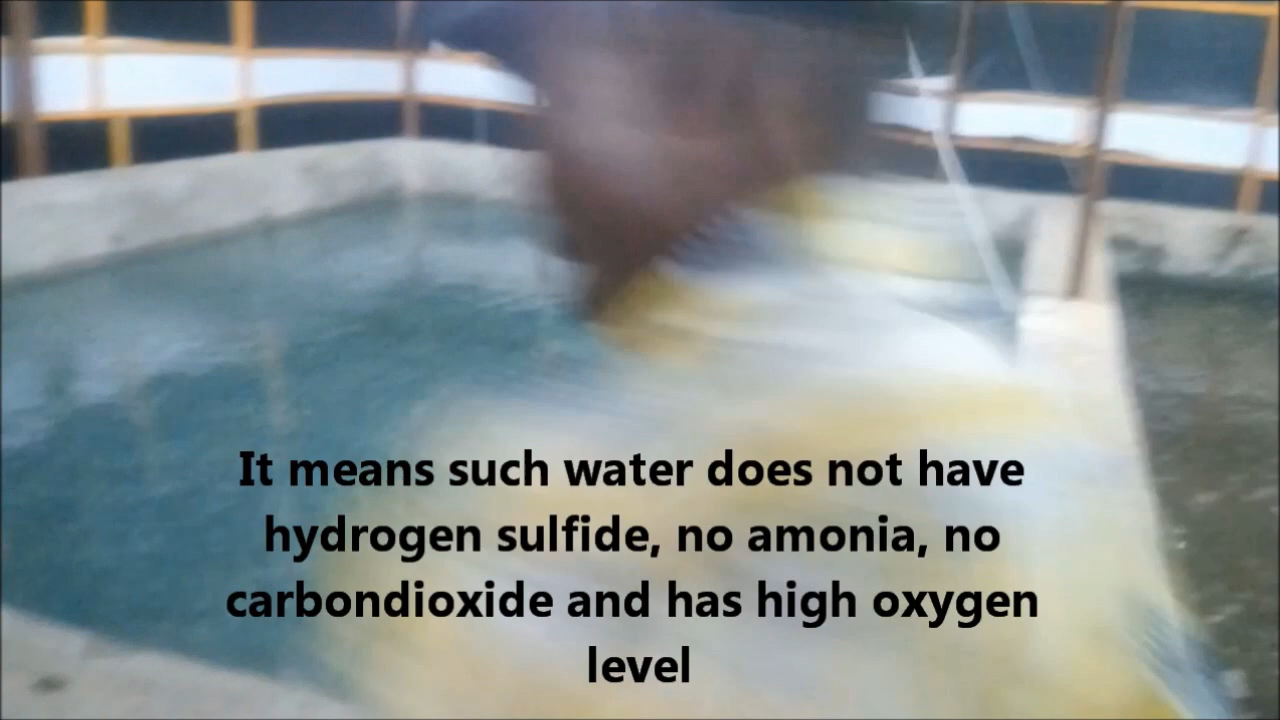 It means such water does not have
hydrogen sulfide, no amonia, no
carbondioxide and has high oxygen
level